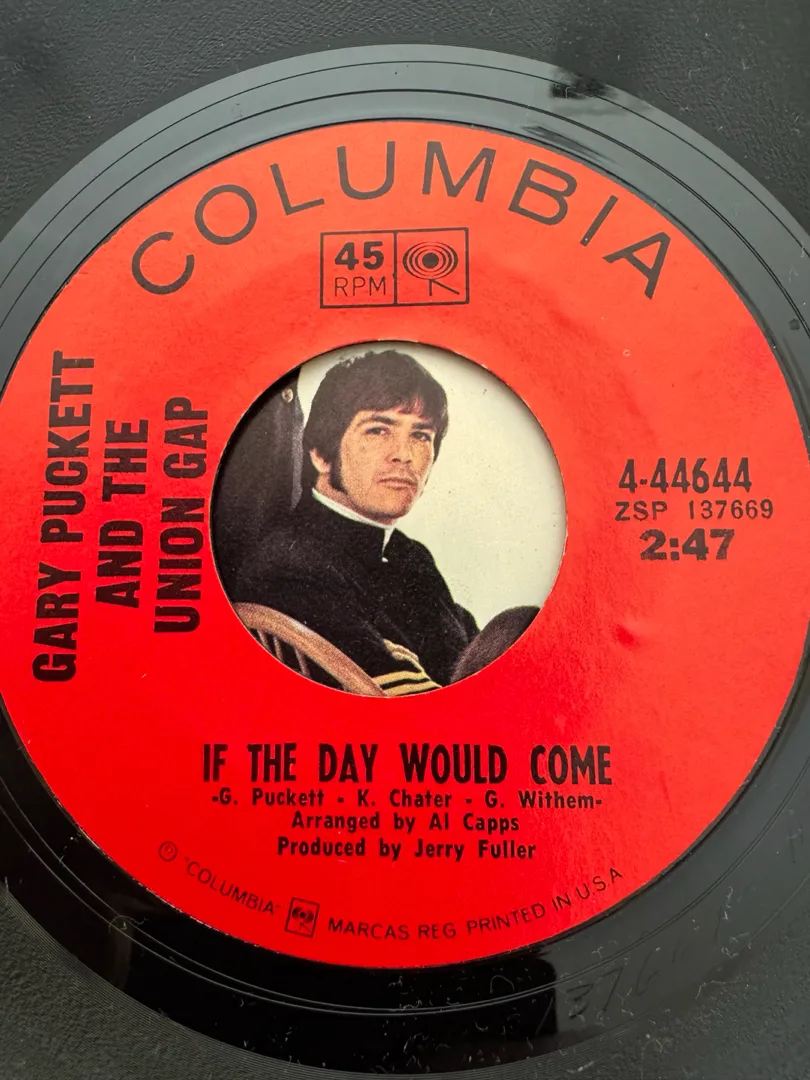 COLUMBIA
45
RPM
GARY PUCKETT
AND THE
UNION GAP
4-44644
ZSP 137669
2:47
IF THE DAY WOULD COME
-G. Puckett - K. Chater - G. Withem-
Arranged by Al Capps
Produced by Jerry Fuller
Ⓟ "COLUMBIA" MARCAS REG. PRINTED IN U.S.A